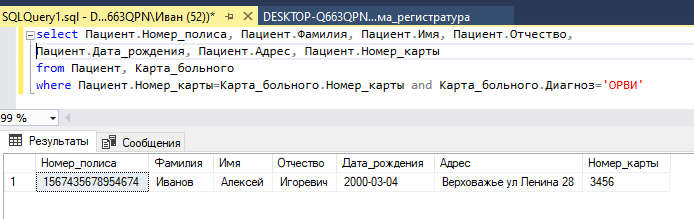 SQLQuery1.sql - D...663QPN\Иван (52))*
DESKTOP-Q663QPN...ма_регистратура
select Пациент.Номер_полиса, Пациент.Фамилия, Пациент.Имя, Пациент.Отчество,
Пациент.Дата_рождения, Пациент.Адрес, Пациент.Номер_карты
from Пациент, Карта_больного
where Пациент.Номер_карты=Карта_больного.Номер_карты and Карта_больного.Диагноз='ОРВИ'
99 %
Результаты Сообщения
Номер_полиса Фамилия Имя Отчество Дата_рождения Адрес Номер_карты
1 1567435678954674 Иванов Алексей Игоревич 2000-03-04 Верховажье ул Ленина 28 3456